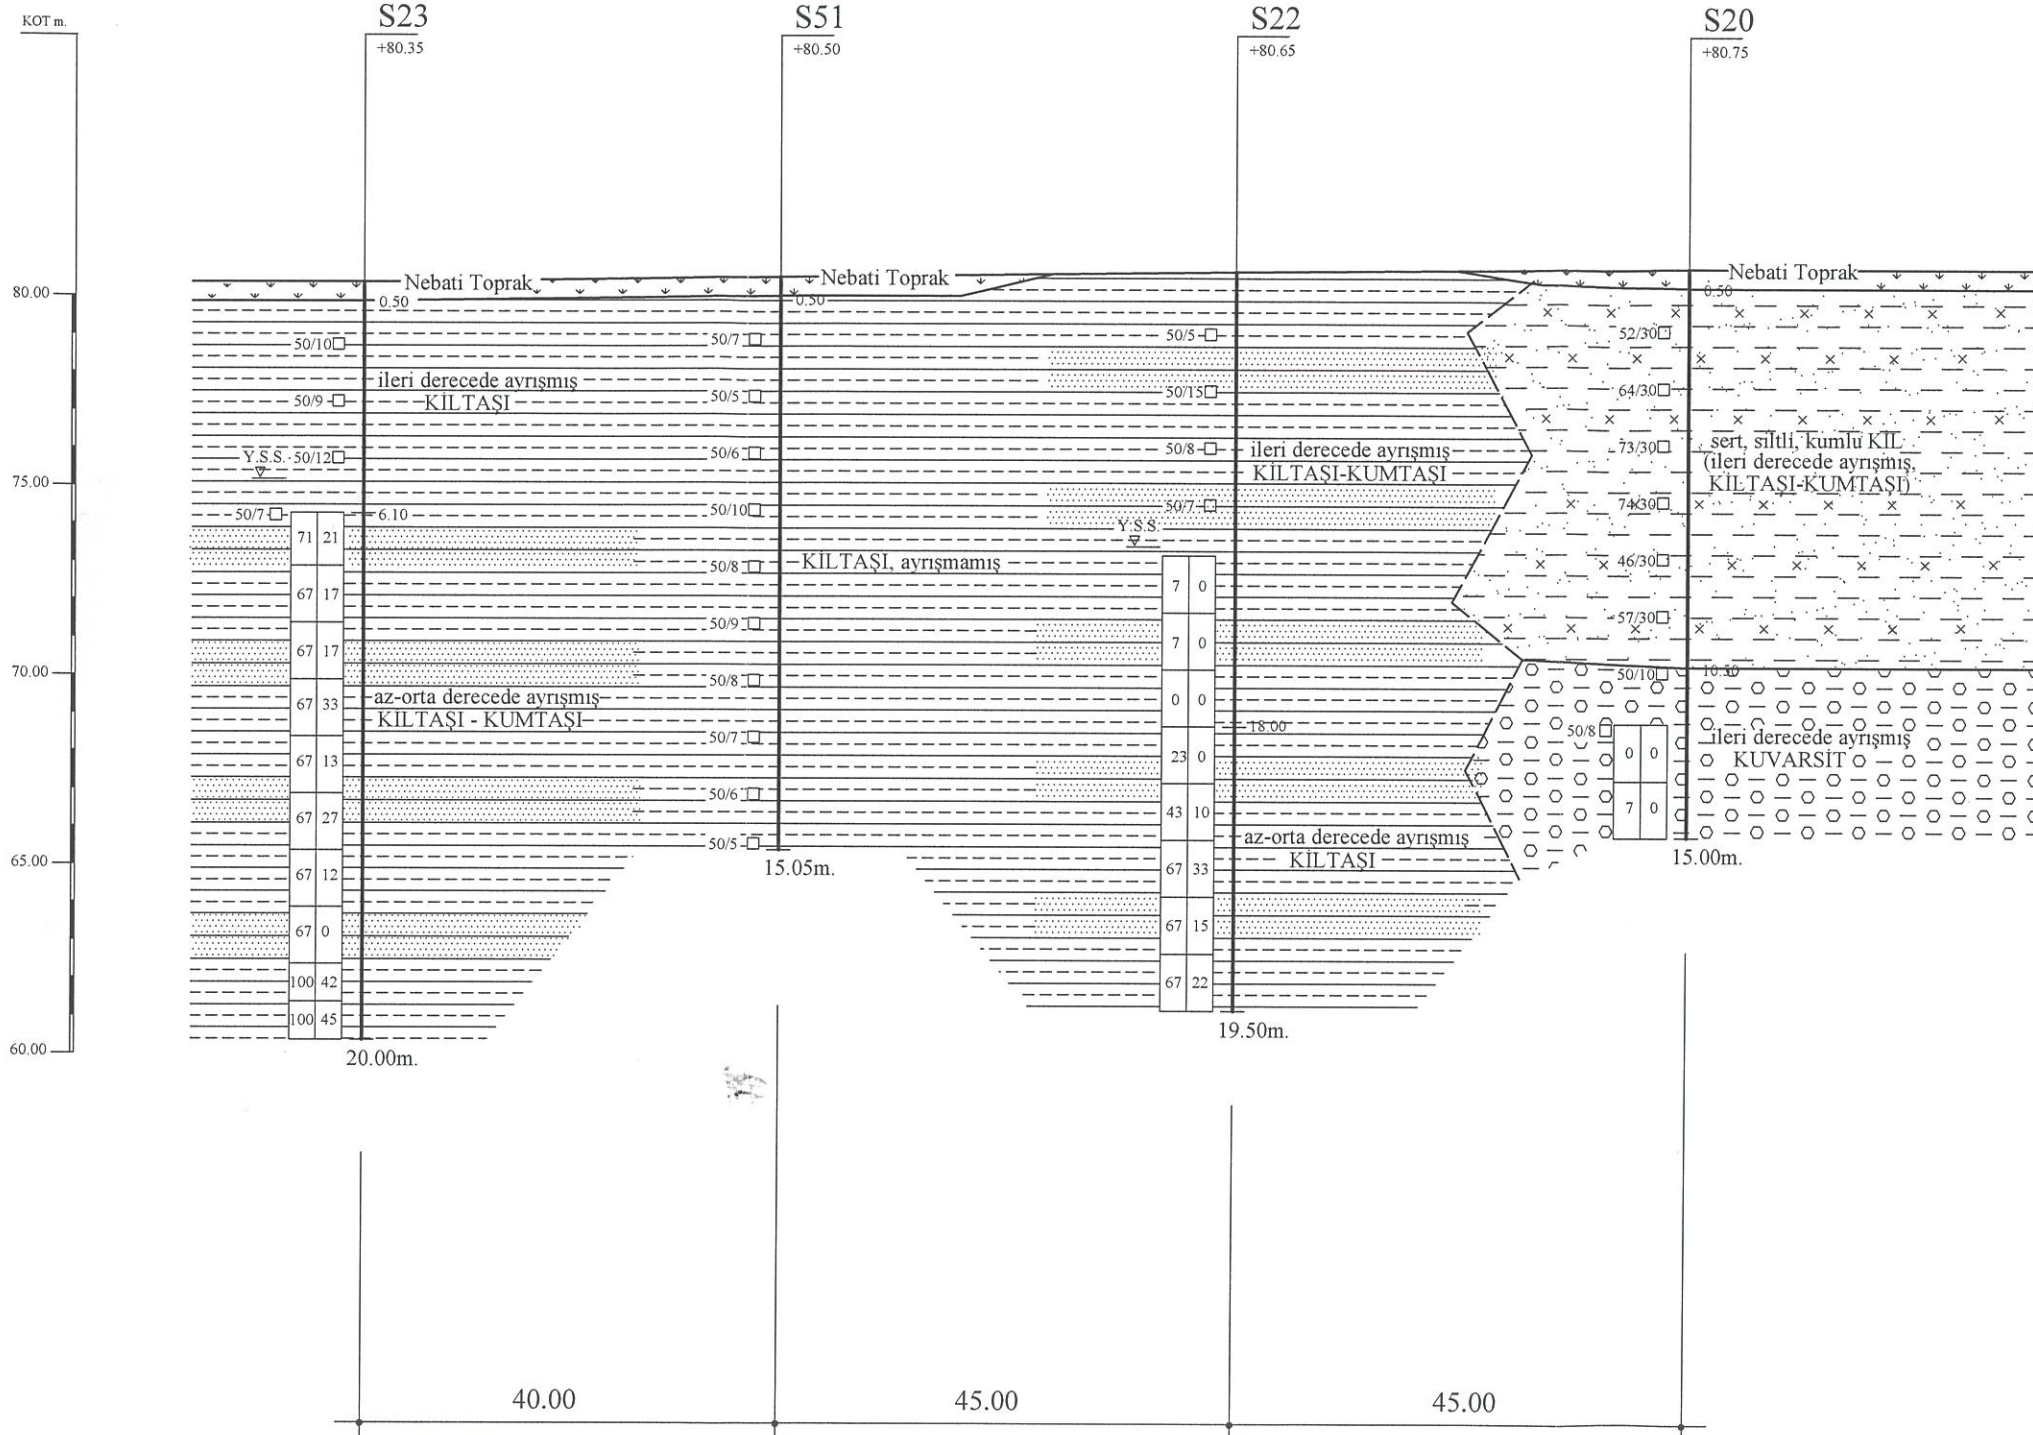 KOT m.
S23
+80.35
S51
+80.50
S22
+80.65
S20
+80.75
80.00
75.00
70.00
65.00
60.00
Nebati Toprak
0.50
50/10
ileri derecede ayrışmış
KİLTAŞI
50/9
Y.S.S.
50/12
50/7
6.10
71 21
67 17
67 17
67 33
67 13
67 27
67 12
67 0
100 42
100 45
az-orta derecede ayrışmış
KİLTAŞI - KUMTAŞI
20.00m.
Nebati Toprak
0.50
50/7
50/5
50/6
50/10
50/8
KİLTAŞI, ayrışmamış
50/9
50/8
50/7
50/6
50/5
15.05m.
50/5
50/15
50/8
ileri derecede ayrışmış
KİLTAŞI-KUMTAŞI
50/7
Y.S.S.
7 0
7 0
0 0
18.00
23 0
43 10
67 33
67 15
67 22
az-orta derecede ayrışmış
KİLTAŞI
19.50m.
Nebati Toprak
0.50
52/30
64/30
73/30
sert, siltli, kumlu KİL
(ileri derecede ayrışmış,
KİLTAŞI-KUMTAŞI)
74/30
46/30
57/30
50/10
10.50
50/8
ileri derecede ayrışmış
KUVARSİT
0 0
7 0
15.00m.
40.00
45.00
45.00